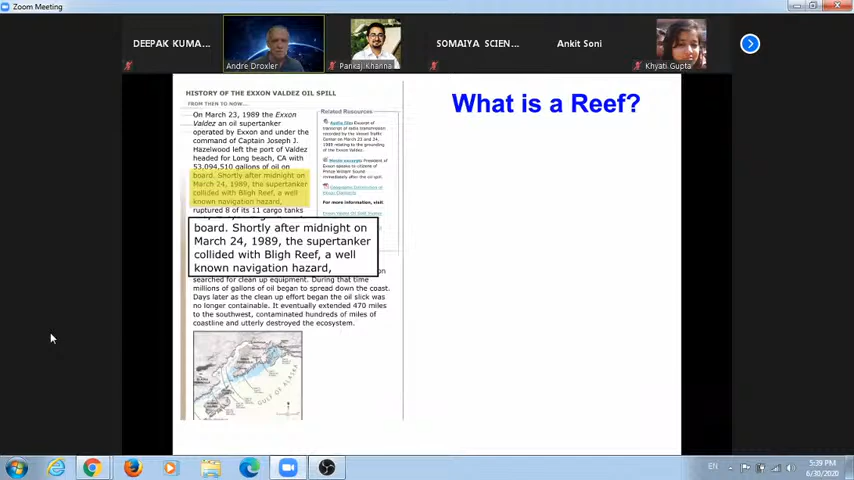 Zoom Meeting
DEEPAK KUMA...
Andre Droxler
Pankaj Khanna
SOMAIYA SCIEN...
Ankit Soni
Khyati Gupta
HISTORY OF THE EXXON VALDEZ OIL SPILL
FROM THEN TO NOW...
On March 23, 1989 the Exxon
Valdez an oil supertanker
operated by Exxon and under the
command of Captain Joseph J.
Hazelwood left the port of Valdez
headed for Long beach, CA with
53,094,510 gallons of oil on
board. Shortly after midnight on
March 24, 1989, the supertanker
collided with Bligh Reef, a well
known navigation hazard,
ruptured 8 of its 11 cargo tanks
board. Shortly after midnight on
March 24, 1989, the supertanker
collided with Bligh Reef, a well
known navigation hazard,
on
searched for clean up equipment. During that time
millions of gallons of oil began to spread down the coast.
Days later as the clean up effort began the oil slick was
no longer containable. It eventually extended 470 miles
to the southwest, contaminated hundreds of miles of
coastline and utterly destroyed the ecosystem.
Related Resources
For more information, visit
GULF OF ALASKA
What is a Reef?
EN
5:39 PM
6/30/2020